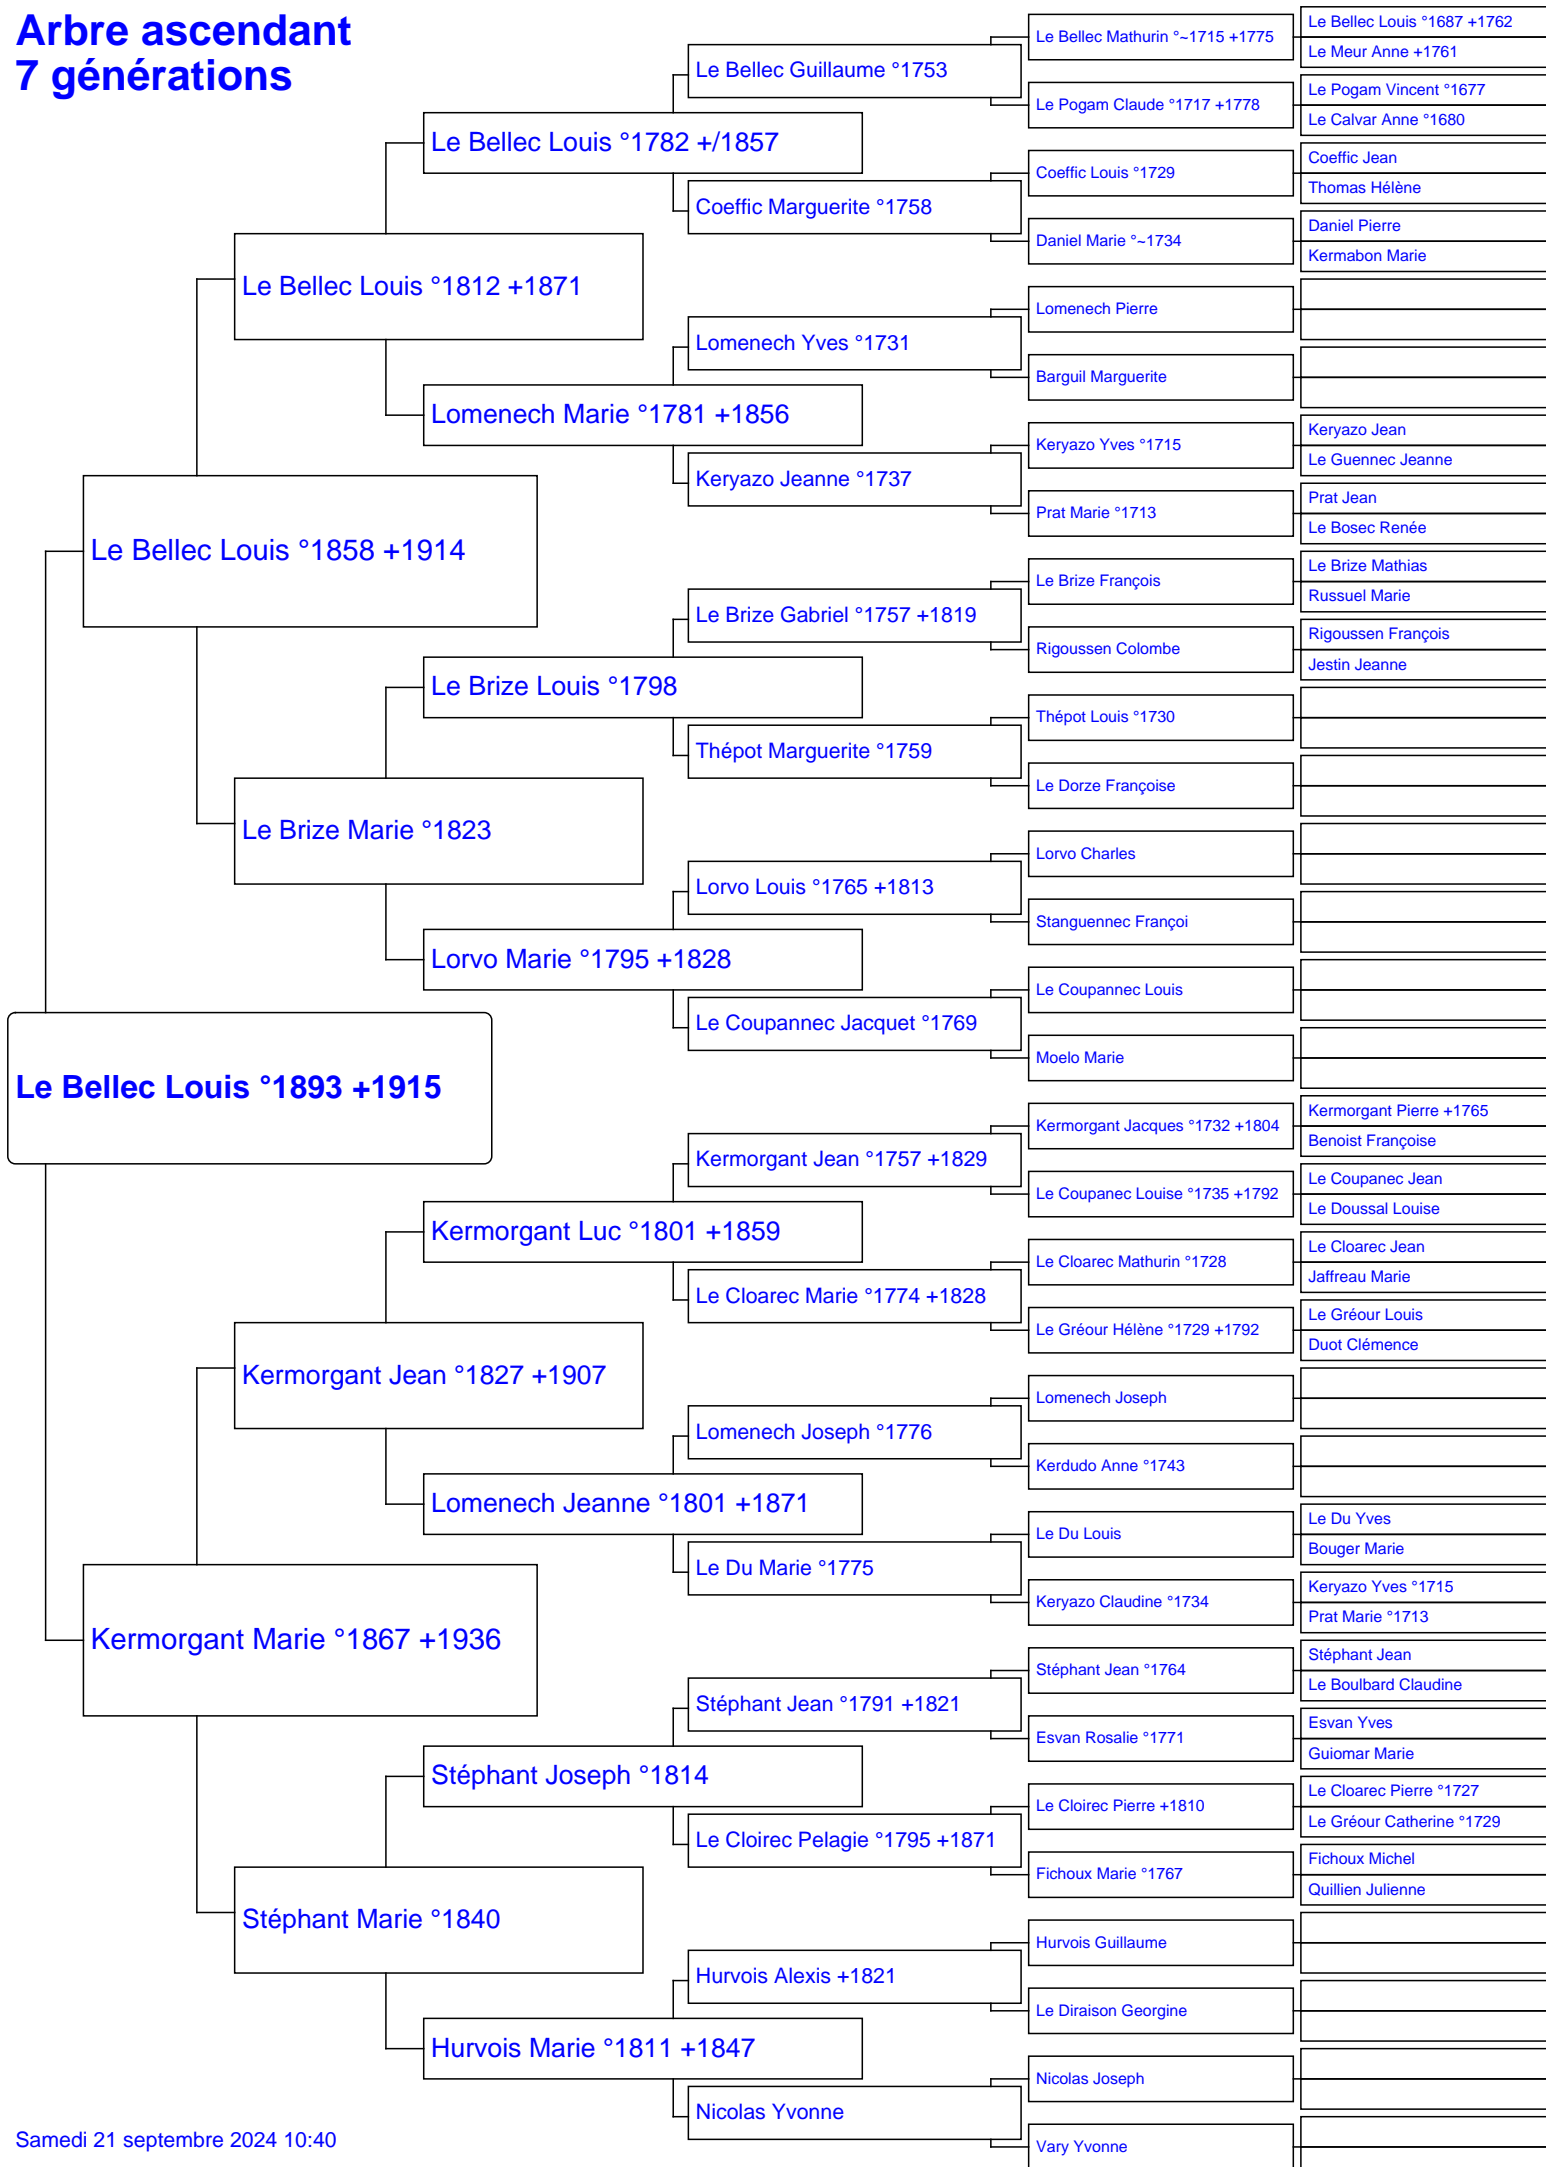 Arbre ascendant
7 générations
Le Bellec Louis °1893 +1915
Le Bellec Louis °1858 +1914
Kermorgant Marie °1867 +1936
Le Bellec Louis °1812 +1871
Le Brize Marie °1823
Kermorgant Jean °1827 +1907
Stéphant Marie °1840
Le Bellec Louis °1782 +/1857
Lomenech Marie °1781 +1856
Le Brize Louis °1798
Lorvo Marie °1795 +1828
Kermorgant Luc °1801 +1859
Lomenech Jeanne °1801 +1871
Stéphant Joseph °1814
Hurvois Marie °1811 +1847
Le Bellec Guillaume °1753
Coeffic Marguerite °1758
Lomenech Yves °1731
Keryazo Jeanne °1737
Le Brize Gabriel °1757 +1819
Thépot Marguerite °1759
Lorvo Louis °1765 +1813
Le Coupannec Jacquet °1769
Kermorgant Jean °1757 +1829
Le Cloarec Marie °1774 +1828
Lomenech Joseph °1776
Le Du Marie °1775
Stéphant Jean °1791 +1821
Le Cloirec Pelagie °1795 +1871
Hurvois Alexis +1821
Nicolas Yvonne
Le Bellec Mathurin °~1715 +1775
Le Pogam Claude °1717 +1778
Coeffic Louis °1729
Daniel Marie °~1734
Lomenech Pierre
Barguil Marguerite
Keryazo Yves °1715
Prat Marie °1713
Le Brize François
Rigoussen Colombe
Thépot Louis °1730
Le Dorze Françoise
Lorvo Charles
Stanguennec Françoi
Le Coupannec Louis
Moelo Marie
Kermorgant Jacques °1732 +1804
Le Coupanec Louise °1735 +1792
Le Cloarec Mathurin °1728
Le Gréour Hélène °1729 +1792
Lomenech Joseph
Kerdudo Anne °1743
Le Du Louis
Keryazo Claudine °1734
Stéphant Jean °1764
Esvan Rosalie °1771
Le Cloirec Pierre +1810
Fichoux Marie °1767
Hurvois Guillaume
Le Diraison Georgine
Nicolas Joseph
Vary Yvonne
Le Bellec Louis °1687 +1762
Le Meur Anne +1761
Le Pogam Vincent °1677
Le Calvar Anne °1680
Coeffic Jean
Thomas Hélène
Daniel Pierre
Kermabon Marie
Keryazo Jean
Le Guennec Jeanne
Prat Jean
Le Bosec Renée
Le Brize Mathias
Russuel Marie
Rigoussen François
Jestin Jeanne
Kermorgant Pierre +1765
Benoist Françoise
Le Coupanec Jean
Le Doussal Louise
Le Cloarec Jean
Jaffreau Marie
Le Gréour Louis
Duot Clémence
Le Du Yves
Bouger Marie
Keryazo Yves °1715
Prat Marie °1713
Stéphant Jean
Le Boulbard Claudine
Esvan Yves
Guiomar Marie
Le Cloarec Pierre °1727
Le Gréour Catherine °1729
Fichoux Michel
Quillien Julienne
Samedi 21 septembre 2024 10:40